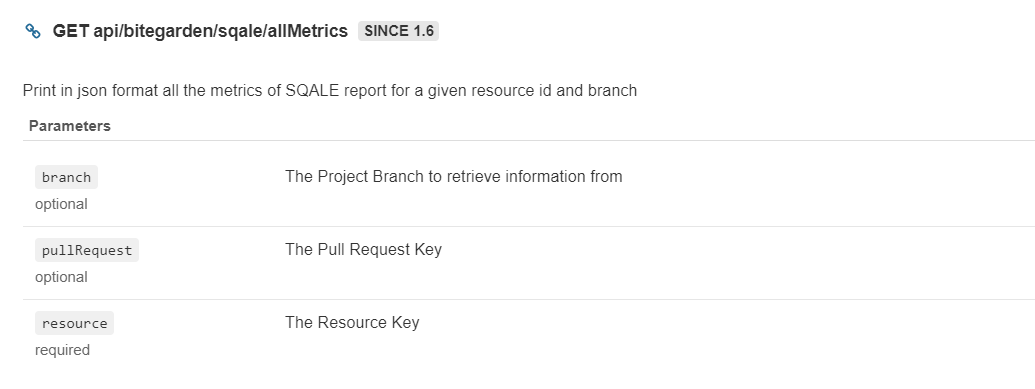 GET api/bitegarden/sqale/allMetrics SINCE 1.6
Print in json format all the metrics of SQALE report for a given resource id and branch
Parameters
branch The Project Branch to retrieve information from
optional
pullRequest The Pull Request Key
optional
resource The Resource Key
required